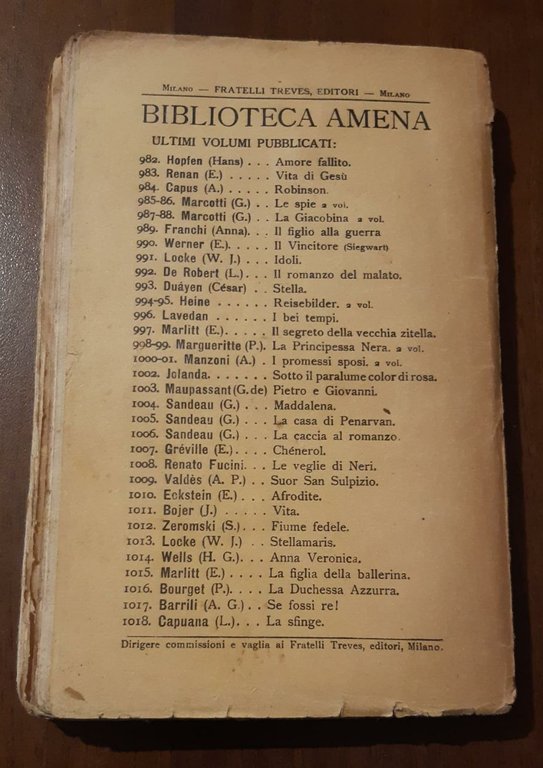 Milano — FRATELLI TREVES, EDITORI — Milano
BIBLIOTECA AMENA
ULTIMI VOLUMI PUBBLICATI:
982. Hopfen (Hans) . . . Amore fallito.
983. Renan (E.) . . . . . Vita di Gesù
984. Capus (A.) . . . . . Robinson.
985-86. Marcotti (G.) . . Le spie 2 vol.
987-88. Marcotti (G.) . . La Giacobina 2 vol.
989. Franchi (Anna). . . Il figlio alla guerra
990. Werner (E.). . . . . Il Vincitore (Siegwart)
991. Locke (W. J.) . . . Idoli.
992. De Robert (L.). . . Il romanzo del malato.
993. Duáyen (César) . . Stella.
994-95. Heine . . . . . . Reisebilder. 2 vol.
996. Lavedan . . . . . . I bei tempi.
997. Marlitt (E.). . . . . Il segreto della vecchia zitella.
998-99. Margueritte (P.). La Principessa Nera. 2 vol.
1000-01. Manzoni (A.) . I promessi sposi. 2 vol.
1002. Jolanda. . . . . . . Sotto il paralume color di rosa.
1003. Maupassant (G. de) Pietro e Giovanni.
1004. Sandeau (G.) . . . Maddalena.
1005. Sandeau (G.) . . . La casa di Penarvan.
1006. Sandeau (G.) . . . La caccia al romanzo.
1007. Gréville (E.) . . . . Chénerol.
1008. Renato Fucini. . . Le veglie di Neri.
1009. Valdès (A. P.) . . Suor San Sulpizio.
1010. Eckstein (E.) . . . Afrodite.
1011. Bojer (J.) . . . . . Vita.
1012. Zeromski (S.). . . Fiume fedele.
1013. Locke (W. J.) . . Stellamaris.
1014. Wells (H. G.). . . Anna Veronica.
1015. Marlitt (E.) . . . . La figlia della ballerina.
1016. Bourget (P.). . . . La Duchessa Azzurra.
1017. Barrili (A. G.) . . Se fossi re!
1018. Capuana (L.). . . La sfinge.
Dirigere commissioni e vaglia ai Fratelli Treves, editori, Milano.